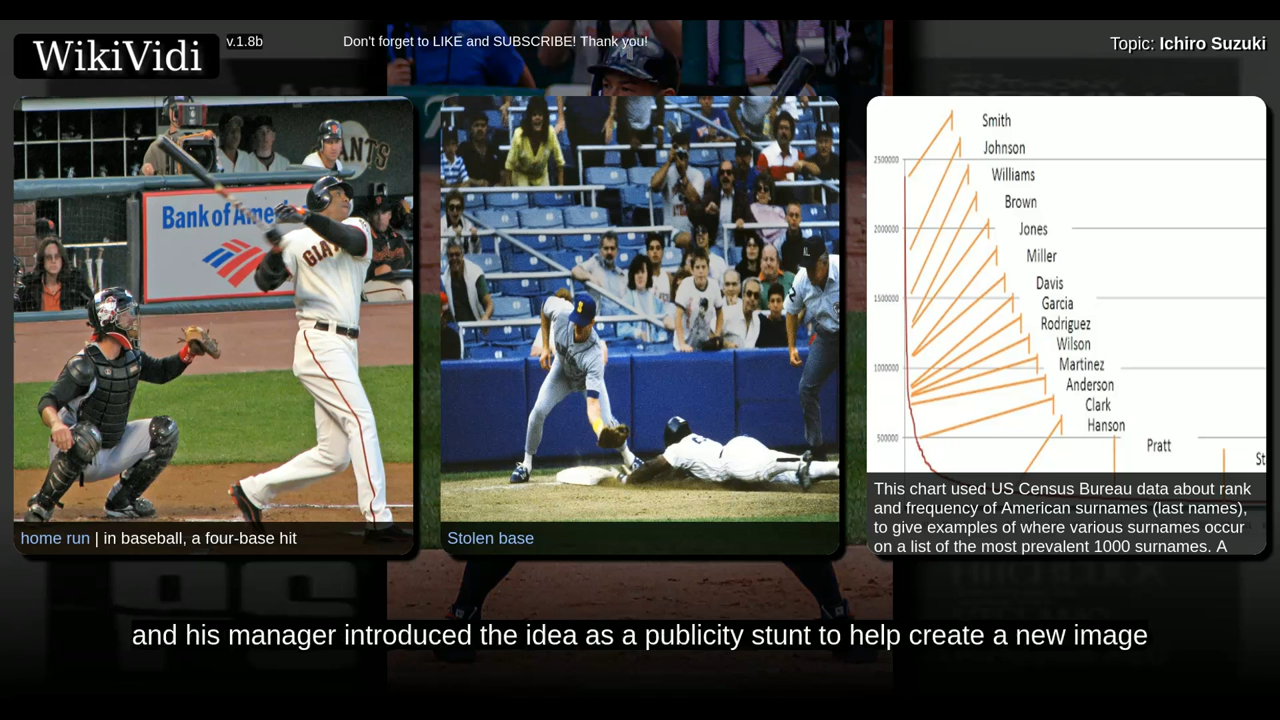 WikiVidi
v.1.8b
Don't forget to LIKE and SUBSCRIBE! Thank you!
Topic: Ichiro Suzuki
ANTS
Bank of Ame
GIA
home run | in baseball, a four-base hit
Stolen base
Smith
Johnson
2500000
Williams
Brown
2000000
Jones
Miller
Davis
1500000
Garcia
Rodriguez
Wilson
1000000
Martinez
Anderson
Clark
Hanson
500000
Pratt
St
This chart used US Census Bureau data about rank
and frequency of American surnames (last names),
to give examples of where various surnames occur
on a list of the most prevalent 1000 surnames. A
and his manager introduced the idea as a publicity stunt to help create a new image